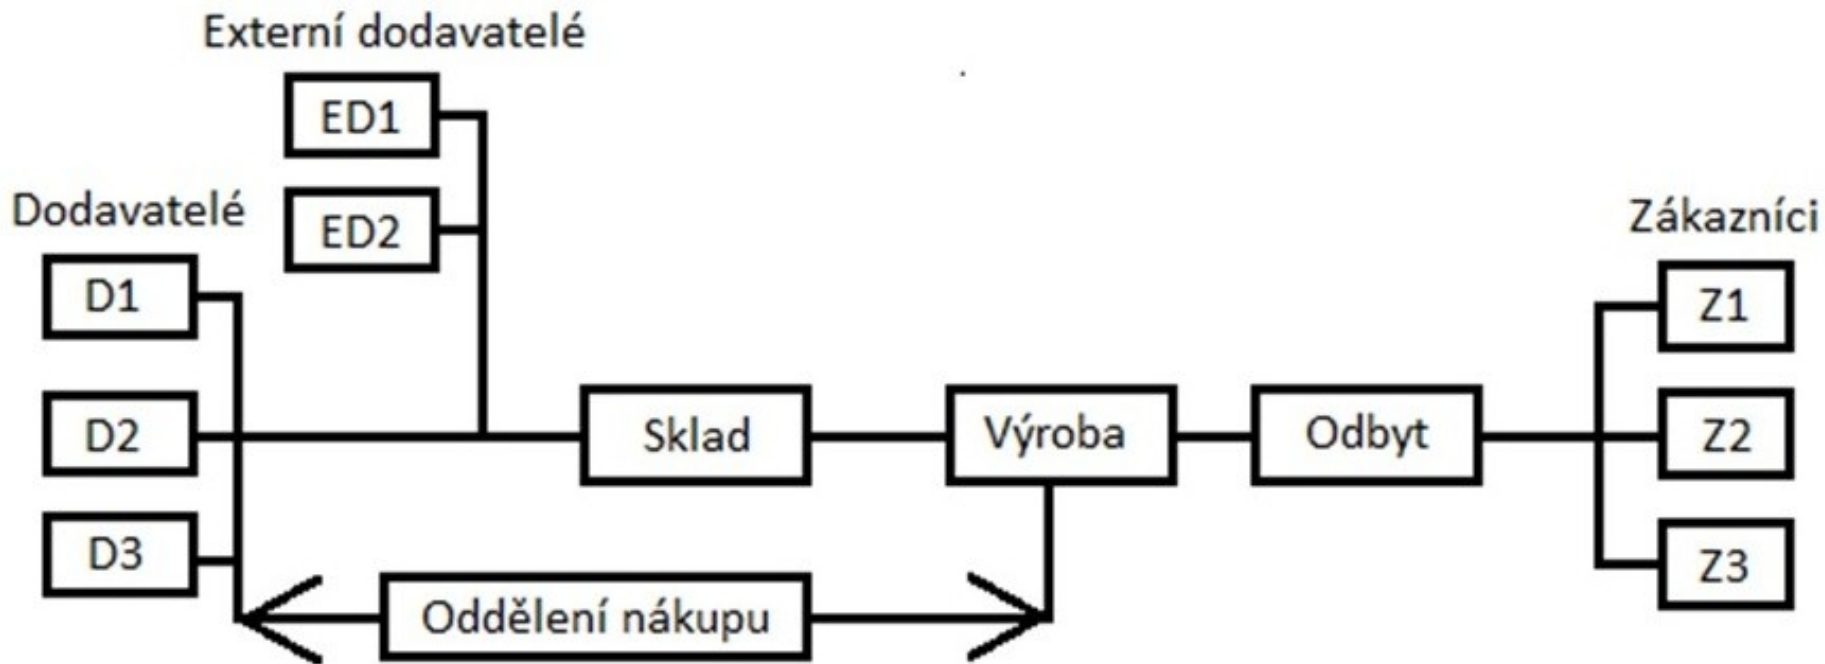 Externí dodavatelé
ED1
ED2
Dodavatelé
D1
D2
D3
Sklad
Výroba
Odbyt
Oddělení nákupu
Zákazníci
Z1
Z2
Z3